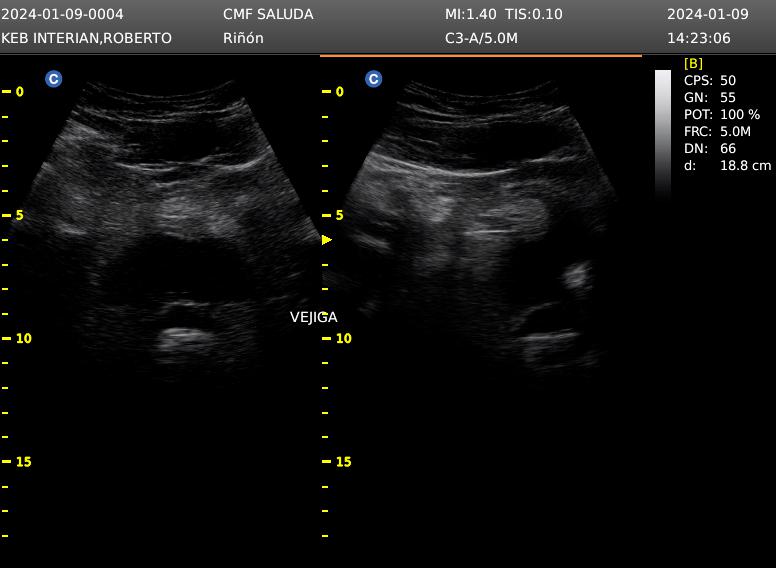 2024-01-09-0004 CMF SALUDA MI:1.40 TIS:0.10 2024-01-09
KEB INTERIAN,ROBERTO Riñón C3-A/5.0M 14:23:06
[B]
CPS: 50
GN: 55
POT: 100 %
FRC: 5.0M
DN: 66
d: 18.8 cm
C
C
0
5
10
15
0
5
10
15
VEJIGA